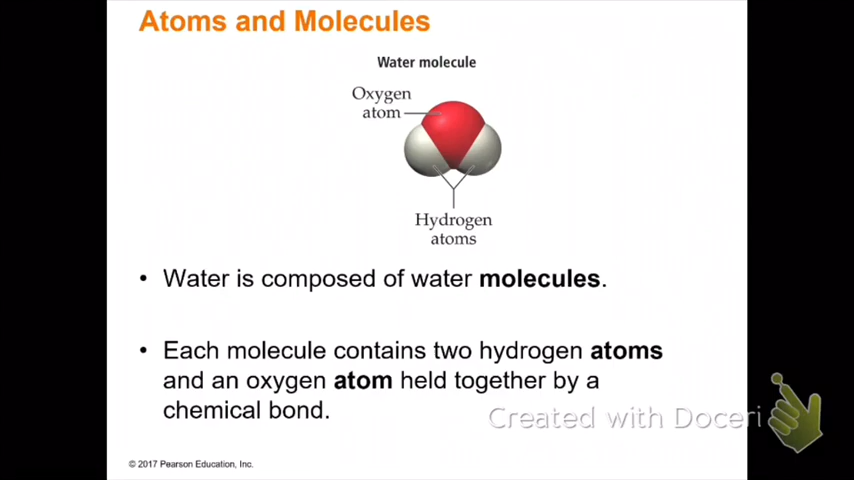 Atoms and Molecules
Water molecule
Oxygen
atom
Hydrogen
atoms
• Water is composed of water molecules.
• Each molecule contains two hydrogen atoms
and an oxygen atom held together by a
chemical bond.
Created with Doceri
© 2017 Pearson Education, Inc.